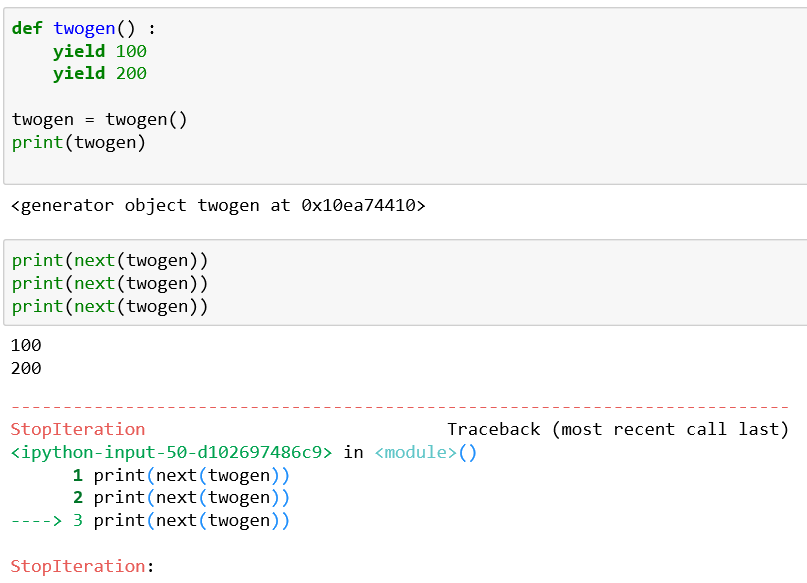 def twogen() :
    yield 100
    yield 200
twogen = twogen()
print(twogen)
<generator object twogen at 0x10ea74410>
print(next(twogen))
print(next(twogen))
print(next(twogen))
100
200
---------------------------------------------------------------------------
StopIteration                             Traceback (most recent call last)
<ipython-input-50-d102697486c9> in <module>()
      1 print(next(twogen))
      2 print(next(twogen))
----> 3 print(next(twogen))
StopIteration: